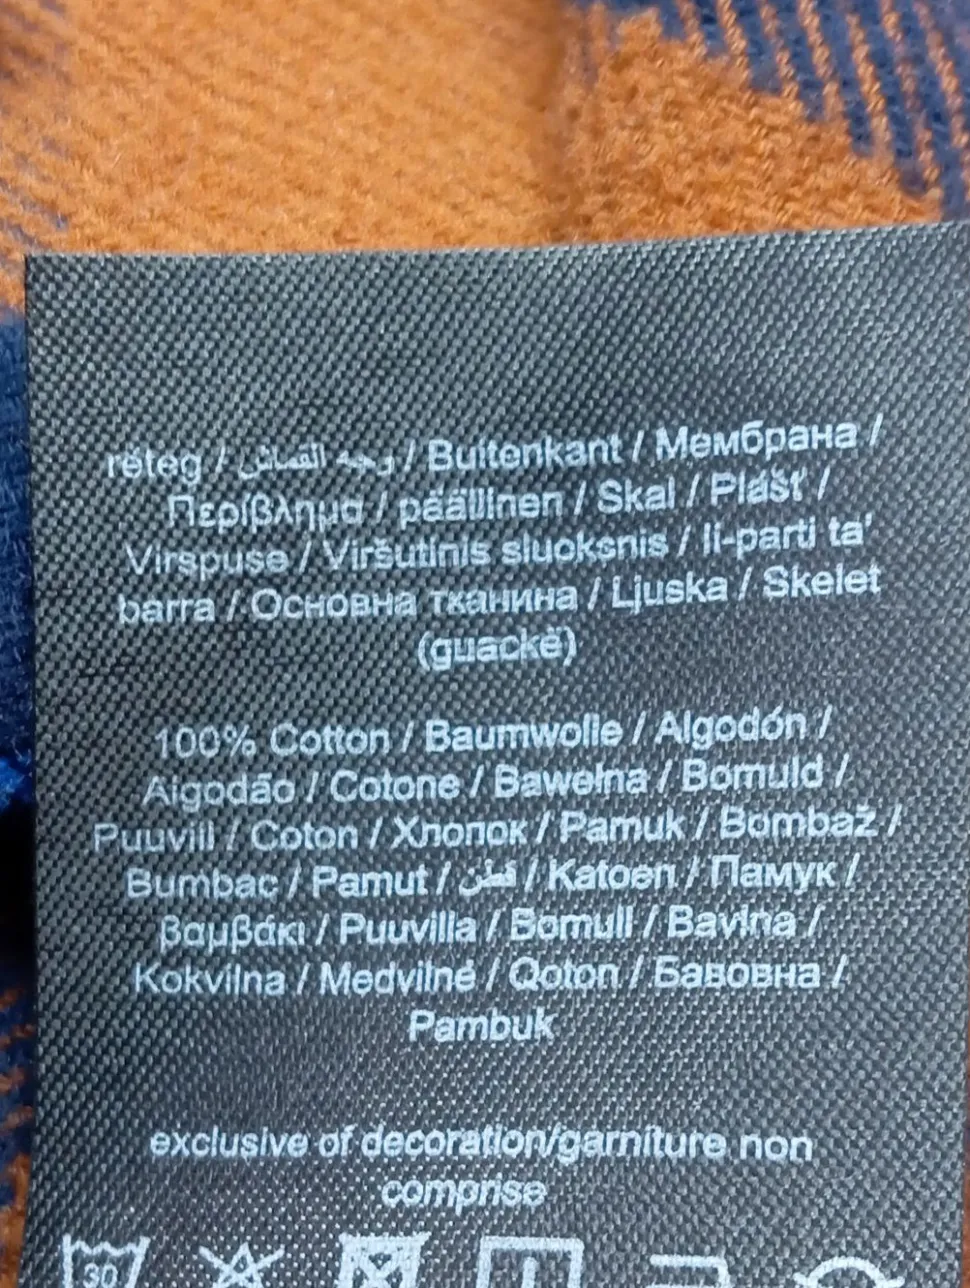 réteg / وجه القماش / Buitenkant / Мембрана /
Περίβλημα / päällinen / Skal / Plášť /
Virspuse / Viršutinis sluoksnis / Il-parti ta'
barra / Основна тканина / Ljuska / Skelet
(guackë)
100% Cotton / Baumwolle / Algodón /
Algodão / Cotone / Bawełna / Bomuld /
Puuvill / Coton / Хлопок / Pamuk / Bombaž /
Bumbac / Pamut / قطن / Katoen / Памук /
βαμβάκι / Puuvilla / Bomull / Bavlna /
Kokvilna / Medvilnė / Qoton / Бавовна /
Pambuk
exclusive of decoration/garniture non
comprise
30